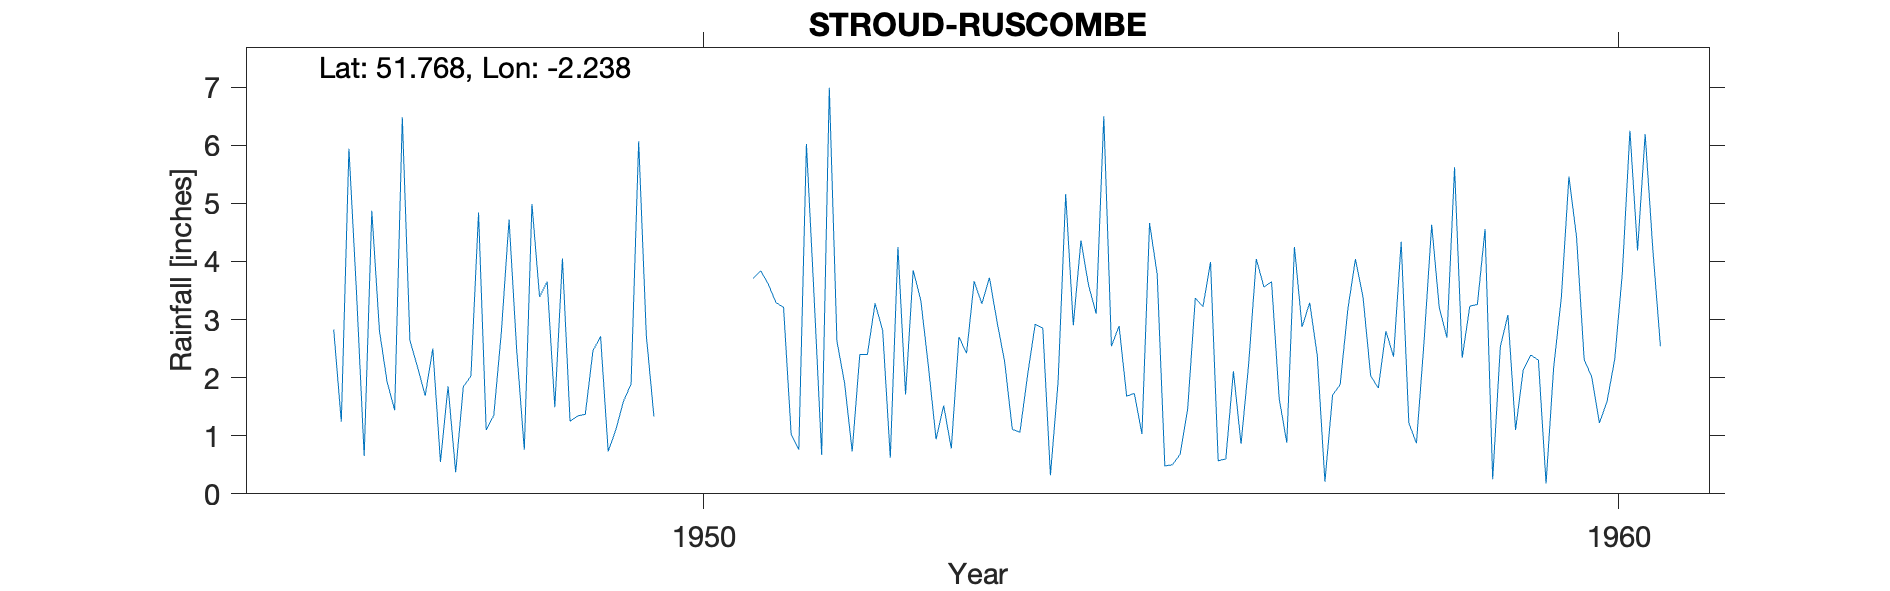 STROUD-RUSCOMBE
Lat: 51.768, Lon: -2.238
7
6
5
4
3
2
1
0
Rainfall [inches]
1950
1960
Year